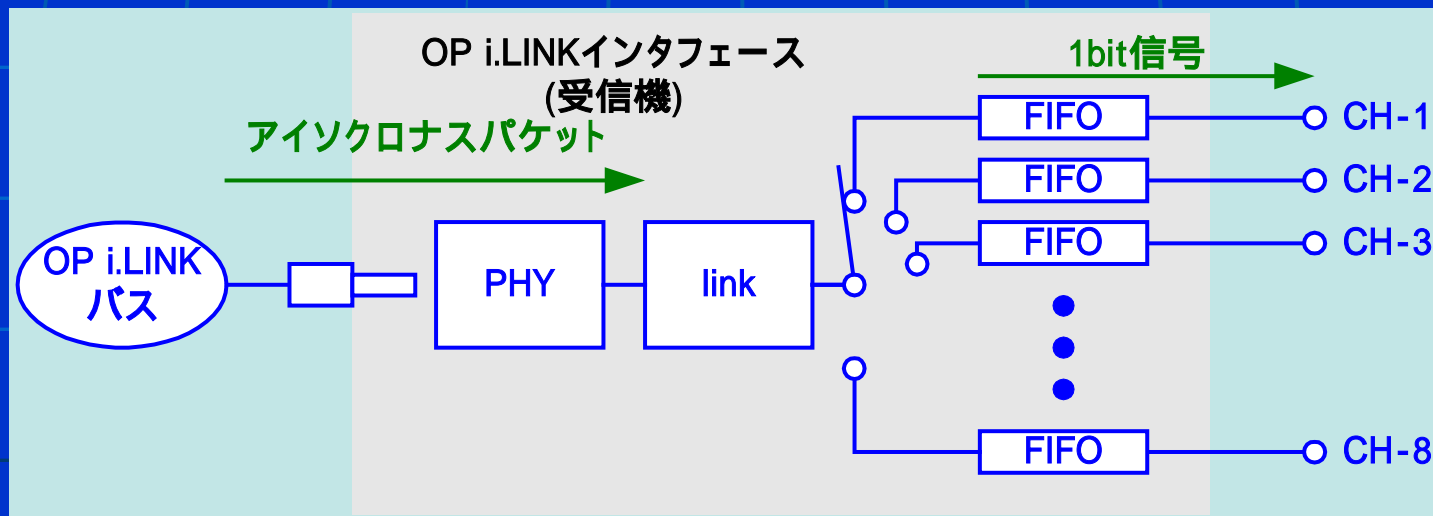 OP i.LINKインタフェース
(受信機)
1bit信号
アイソクロナスパケット
OP i.LINK
バス
PHY
link
FIFO
CH-1
FIFO
CH-2
FIFO
CH-3
FIFO
CH-8